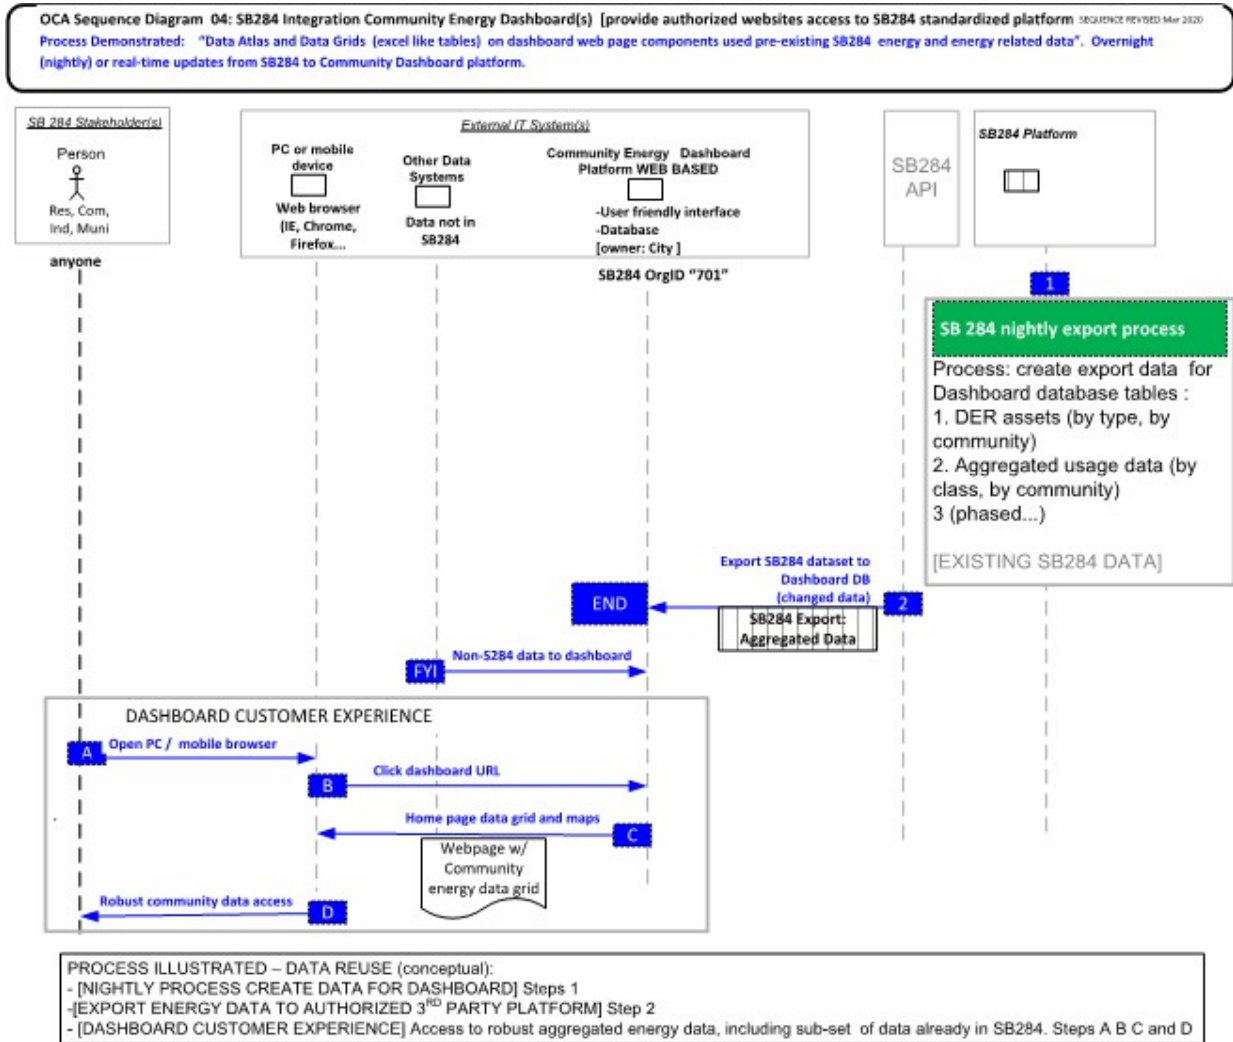 OCA Sequence Diagram 04: SB284 Integration Community Energy Dashboard(s) [provide authorized websites access to SB284 standardized platform SEQUENCE REVISED Mar 2020
Process Demonstrated: "Data Atlas and Data Grids (excel like tables) on dashboard web page components used pre-existing SB284 energy and energy related data". Overnight
(nightly) or real-time updates from SB284 to Community Dashboard platform.
SB 284 Stakeholder(s)
Person
Res, Com,
Ind, Muni
anyone
External IT System(s)
PC or mobile
device
Web browser
(IE, Chrome,
Firefox...
Other Data
Systems
Data not in
SB284
Community Energy Dashboard
Platform WEB BASED
-User friendly interface
-Database
[owner: City ]
SB284 OrgID "701"
SB284
API
SB284 Platform
1
SB 284 nightly export process
Process: create export data for
Dashboard database tables :
1. DER assets (by type, by
community)
2. Aggregated usage data (by
class, by community)
3 (phased...)
[EXISTING SB284 DATA]
Export SB284 dataset to
Dashboard DB
(changed data)
END
2
SB284 Export:
Aggregated Data
FYI
Non-S284 data to dashboard
DASHBOARD CUSTOMER EXPERIENCE
A
Open PC / mobile browser
B
Click dashboard URL
Home page data grid and maps
C
Webpage w/
Community
energy data grid
Robust community data access
D
PROCESS ILLUSTRATED – DATA REUSE (conceptual):
- [NIGHTLY PROCESS CREATE DATA FOR DASHBOARD] Steps 1
-[EXPORT ENERGY DATA TO AUTHORIZED 3RD PARTY PLATFORM] Step 2
- [DASHBOARD CUSTOMER EXPERIENCE] Access to robust aggregated energy data, including sub-set of data already in SB284. Steps A B C and D